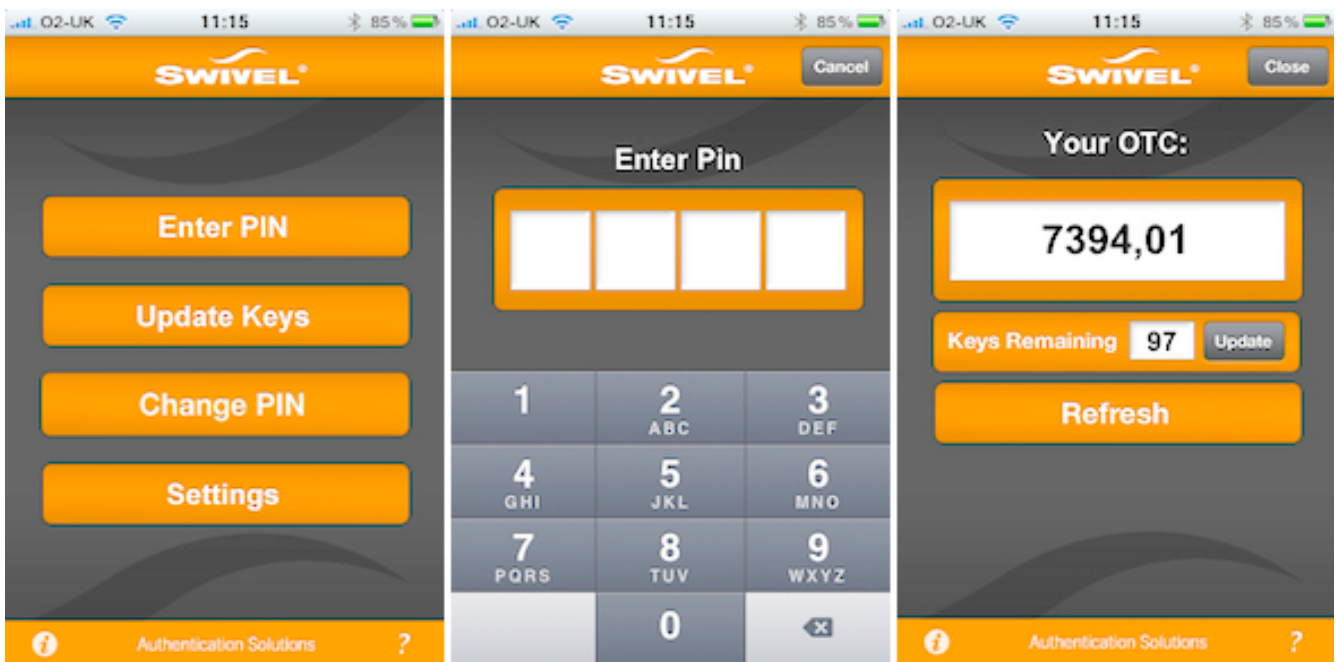 O2-UK 11:15 85%
SWIVEL®
Enter PIN
Update Keys
Change PIN
Settings
i Authentication Solutions ?
O2-UK 11:15 85%
SWIVEL® Cancel
Enter Pin
1 2 3
ABC DEF
4 5 6
GHI JKL MNO
7 8 9
PQRS TUV WXYZ
0
O2-UK 11:15 85%
SWIVEL® Close
Your OTC:
7394,01
Keys Remaining 97 Update
Refresh
i Authentication Solutions ?